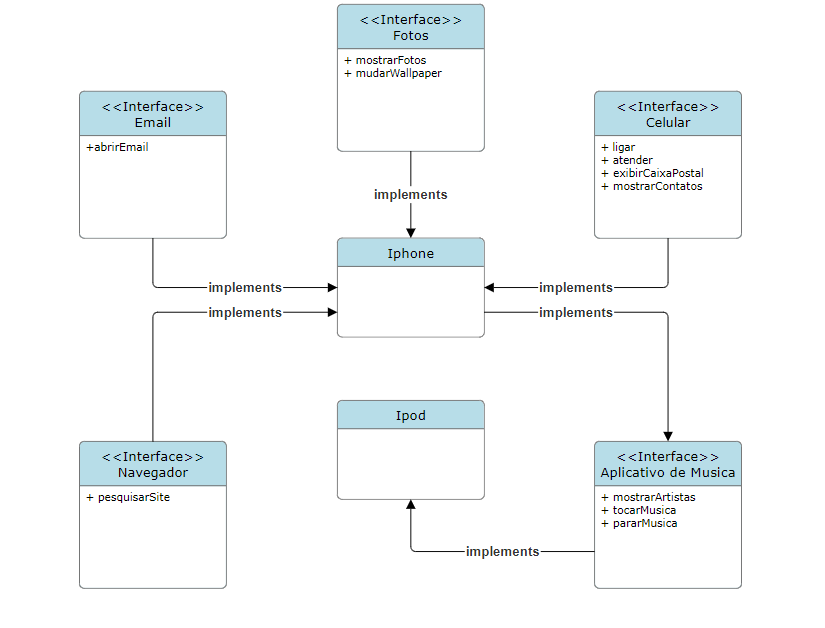 <<Interface>>
Fotos
+ mostrarFotos
+ mudarWallpaper
<<Interface>>
Email
+abrirEmail
<<Interface>>
Celular
+ ligar
+ atender
+ exibirCaixaPostal
+ mostrarContatos
implements
Iphone
implements
implements
implements
implements
Ipod
<<Interface>>
Navegador
+ pesquisarSite
<<Interface>>
Aplicativo de Musica
+ mostrarArtistas
+ tocarMusica
+ pararMusica
implements